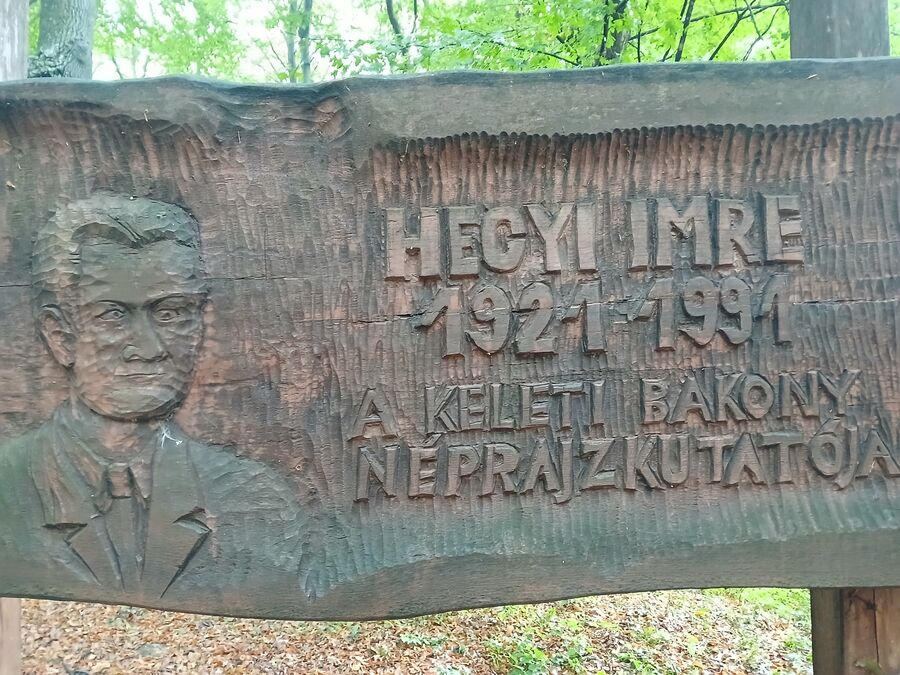 HEGYI IMRE
1921-1991
A KELETI BAKONY
NÉPRAJZKUTATÓJA